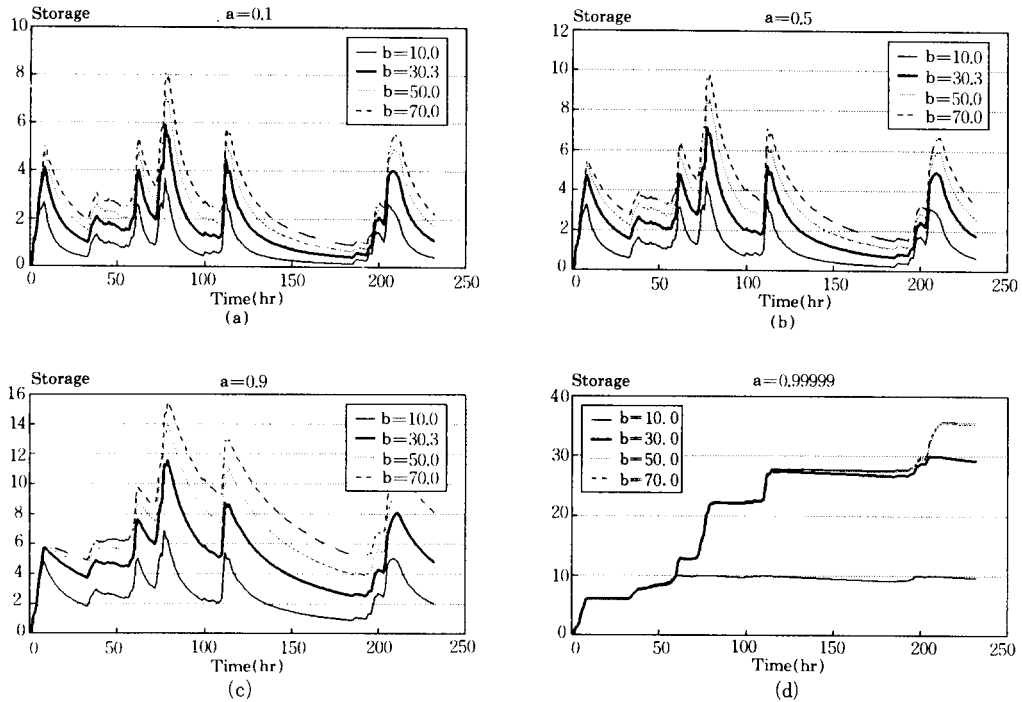 Storage
a=0.1
10
8
6
4
2
0
b=10.0
b=30.3
b=50.0
b=70.0
0 50 100 150 200 250
Time(hr)
(a)
Storage
a=0.5
12
10
8
6
4
2
0
b=10.0
b=30.3
b=50.0
b=70.0
0 50 100 150 200 250
Time(hr)
(b)
Storage
a=0.9
16
14
12
10
8
6
4
2
0
b=10.0
b=30.3
b=50.0
b=70.0
0 50 100 150 200 250
Time(hr)
(c)
Storage
a=0.99999
40
30
20
10
0
b=10. 0
b=30. 0
b=50. 0
b=70. 0
0 50 100 150 200 250
Time(hr)
(d)